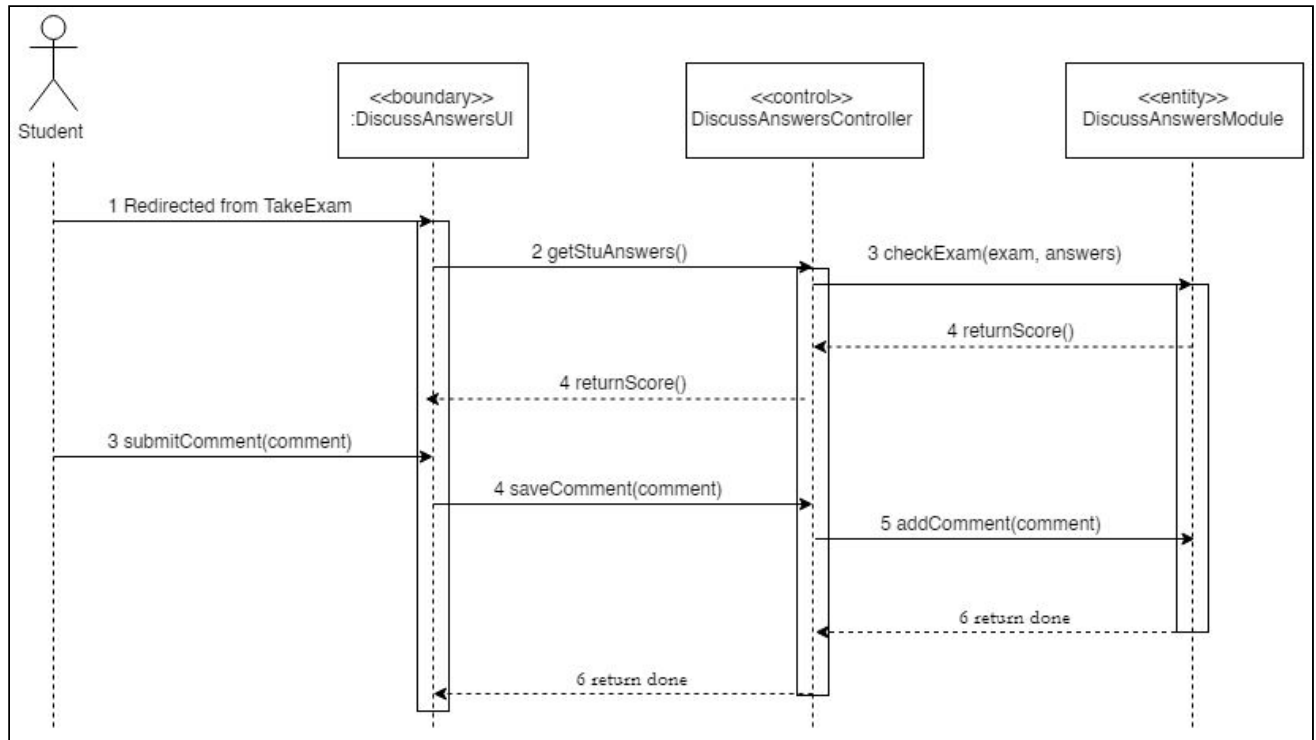 Student
<<boundary>>
:DiscussAnswersUI
<<control>>
DiscussAnswersController
<<entity>>
DiscussAnswersModule
1 Redirected from TakeExam
2 getStuAnswers()
3 checkExam(exam, answers)
4 returnScore()
4 returnScore()
3 submitComment(comment)
4 saveComment(comment)
5 addComment(comment)
6 return done
6 return done